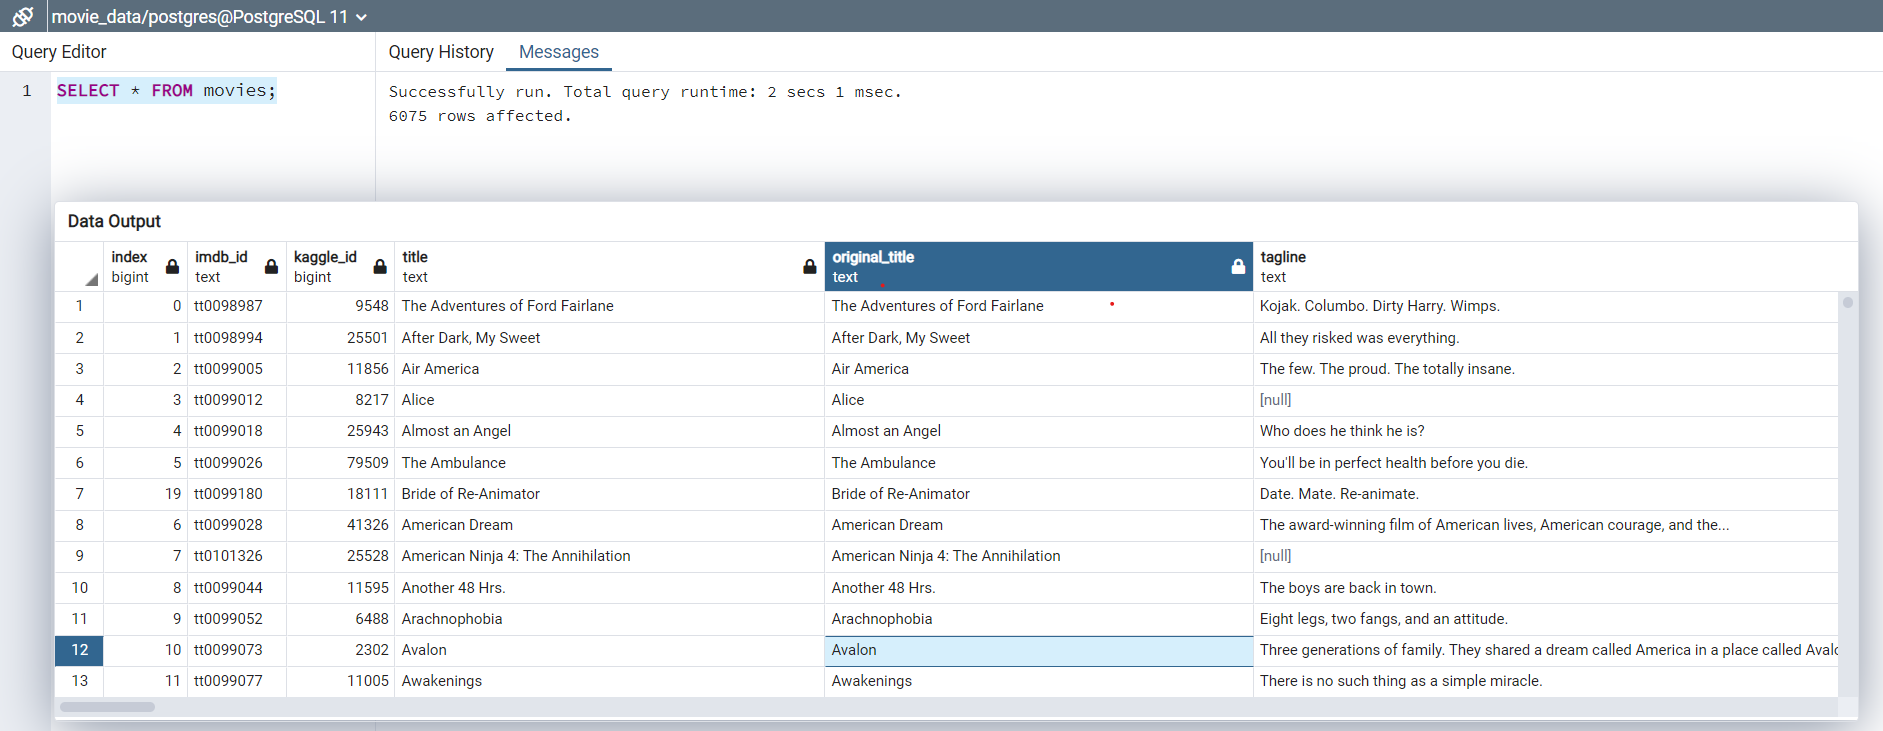 movie_data/postgres@PostgreSQL 11
Query Editor
Query History Messages
1 SELECT * FROM movies;
Successfully run. Total query runtime: 2 secs 1 msec.
6075 rows affected.
Data Output
index bigint imdb_id text kaggle_id bigint title text original_title text tagline text
1 0 tt0098987 9548 The Adventures of Ford Fairlane The Adventures of Ford Fairlane Kojak. Columbo. Dirty Harry. Wimps.
2 1 tt0098994 25501 After Dark, My Sweet After Dark, My Sweet All they risked was everything.
3 2 tt0099005 11856 Air America Air America The few. The proud. The totally insane.
4 3 tt0099012 8217 Alice Alice [null]
5 4 tt0099018 25943 Almost an Angel Almost an Angel Who does he think he is?
6 5 tt0099026 79509 The Ambulance The Ambulance You'll be in perfect health before you die.
7 19 tt0099180 18111 Bride of Re-Animator Bride of Re-Animator Date. Mate. Re-animate.
8 6 tt0099028 41326 American Dream American Dream The award-winning film of American lives, American courage, and the...
9 7 tt0101326 25528 American Ninja 4: The Annihilation American Ninja 4: The Annihilation [null]
10 8 tt0099044 11595 Another 48 Hrs. Another 48 Hrs. The boys are back in town.
11 9 tt0099052 6488 Arachnophobia Arachnophobia Eight legs, two fangs, and an attitude.
12 10 tt0099073 2302 Avalon Avalon Three generations of family. They shared a dream called America in a place called Avalo
13 11 tt0099077 11005 Awakenings Awakenings There is no such thing as a simple miracle.